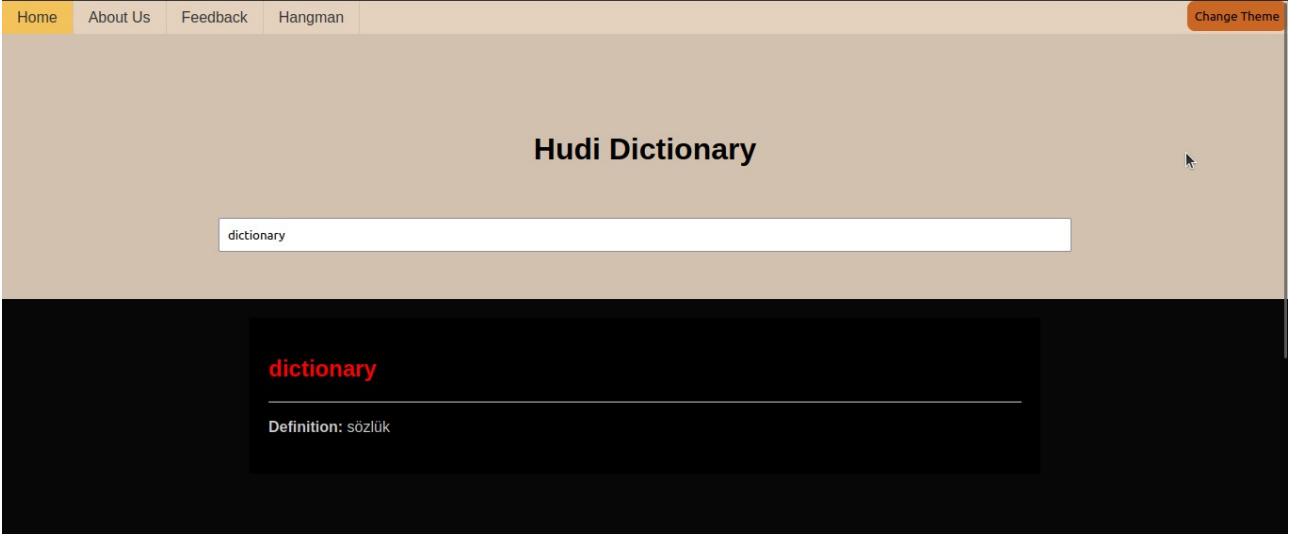 Home About Us Feedback Hangman Change Theme
Hudi Dictionary
dictionary
dictionary
Definition: sözlük